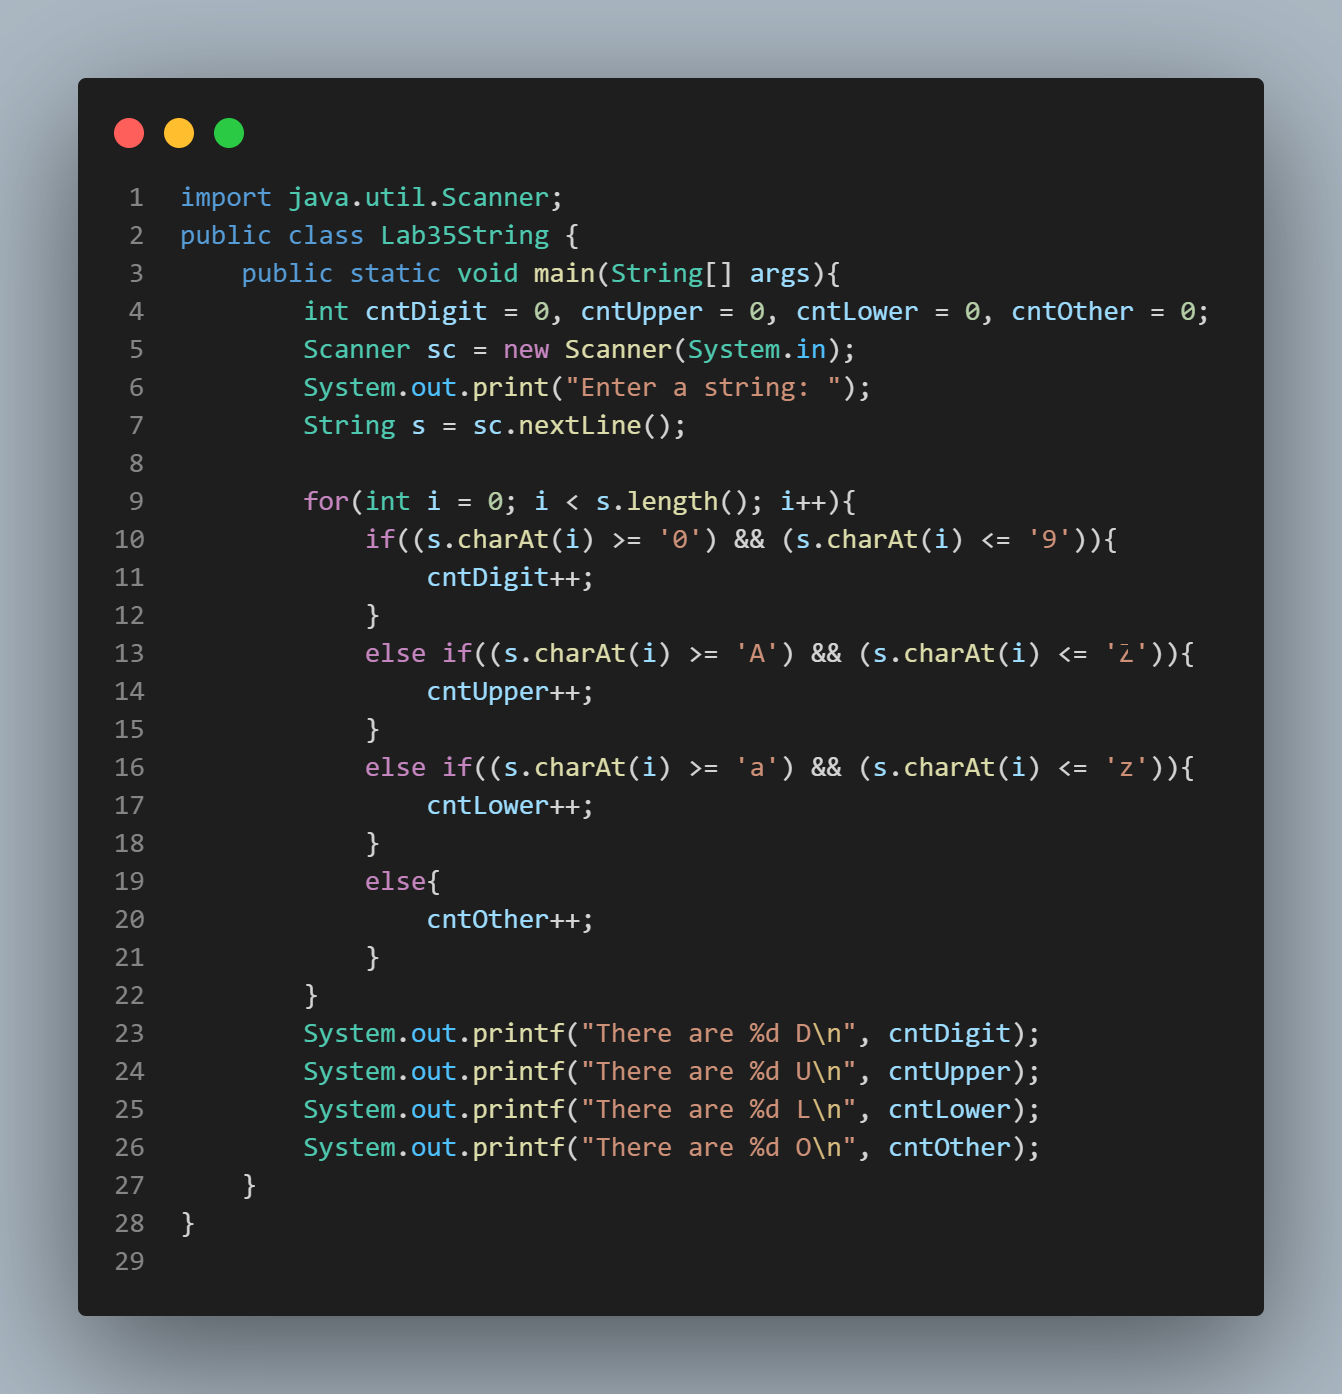 1 import java.util.Scanner;
2 public class Lab35String {
3     public static void main(String[] args){
4         int cntDigit = 0, cntUpper = 0, cntLower = 0, cntOther = 0;
5         Scanner sc = new Scanner(System.in);
6         System.out.print("Enter a string: ");
7         String s = sc.nextLine();
8
9         for(int i = 0; i < s.length(); i++){
10             if((s.charAt(i) >= '0') && (s.charAt(i) <= '9')){
11                 cntDigit++;
12             }
13             else if((s.charAt(i) >= 'A') && (s.charAt(i) <= 'Z')){
14                 cntUpper++;
15             }
16             else if((s.charAt(i) >= 'a') && (s.charAt(i) <= 'z')){
17                 cntLower++;
18             }
19             else{
20                 cntOther++;
21             }
22         }
23         System.out.printf("There are %d D\n", cntDigit);
24         System.out.printf("There are %d U\n", cntUpper);
25         System.out.printf("There are %d L\n", cntLower);
26         System.out.printf("There are %d O\n", cntOther);
27     }
28 }
29